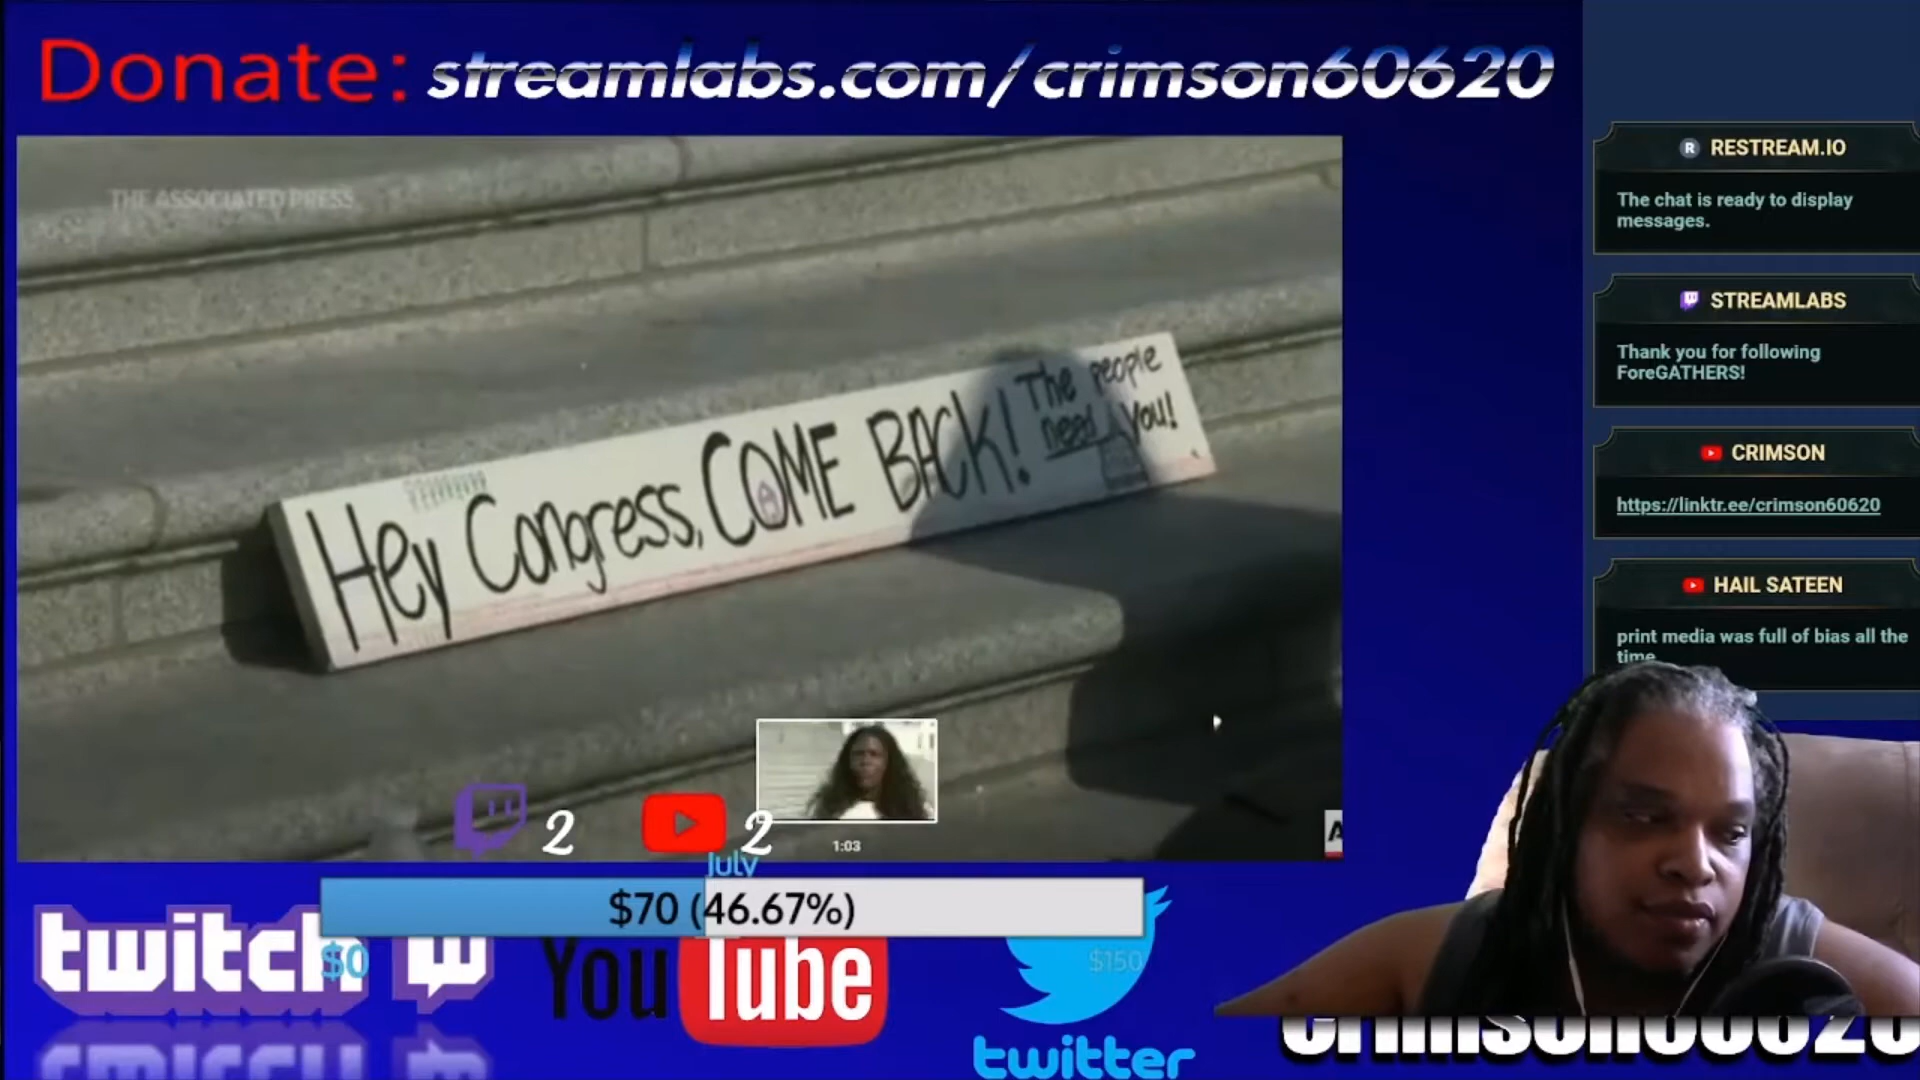 Donate: streamlabs.com/crimson60620
THE ASSOCIATED PRESS
Hey Congress, COME BACK! The people
need You!
2
2
1:03
July
$70 (46.67%)
$0
$150
twitch
YouTube
twitter
crimson60620
RESTREAM.IO
The chat is ready to display
messages.
STREAMLABS
Thank you for following
ForeGATHERS!
CRIMSON
https://linktr.ee/crimson60620
HAIL SATEEN
print media was full of bias all the
time